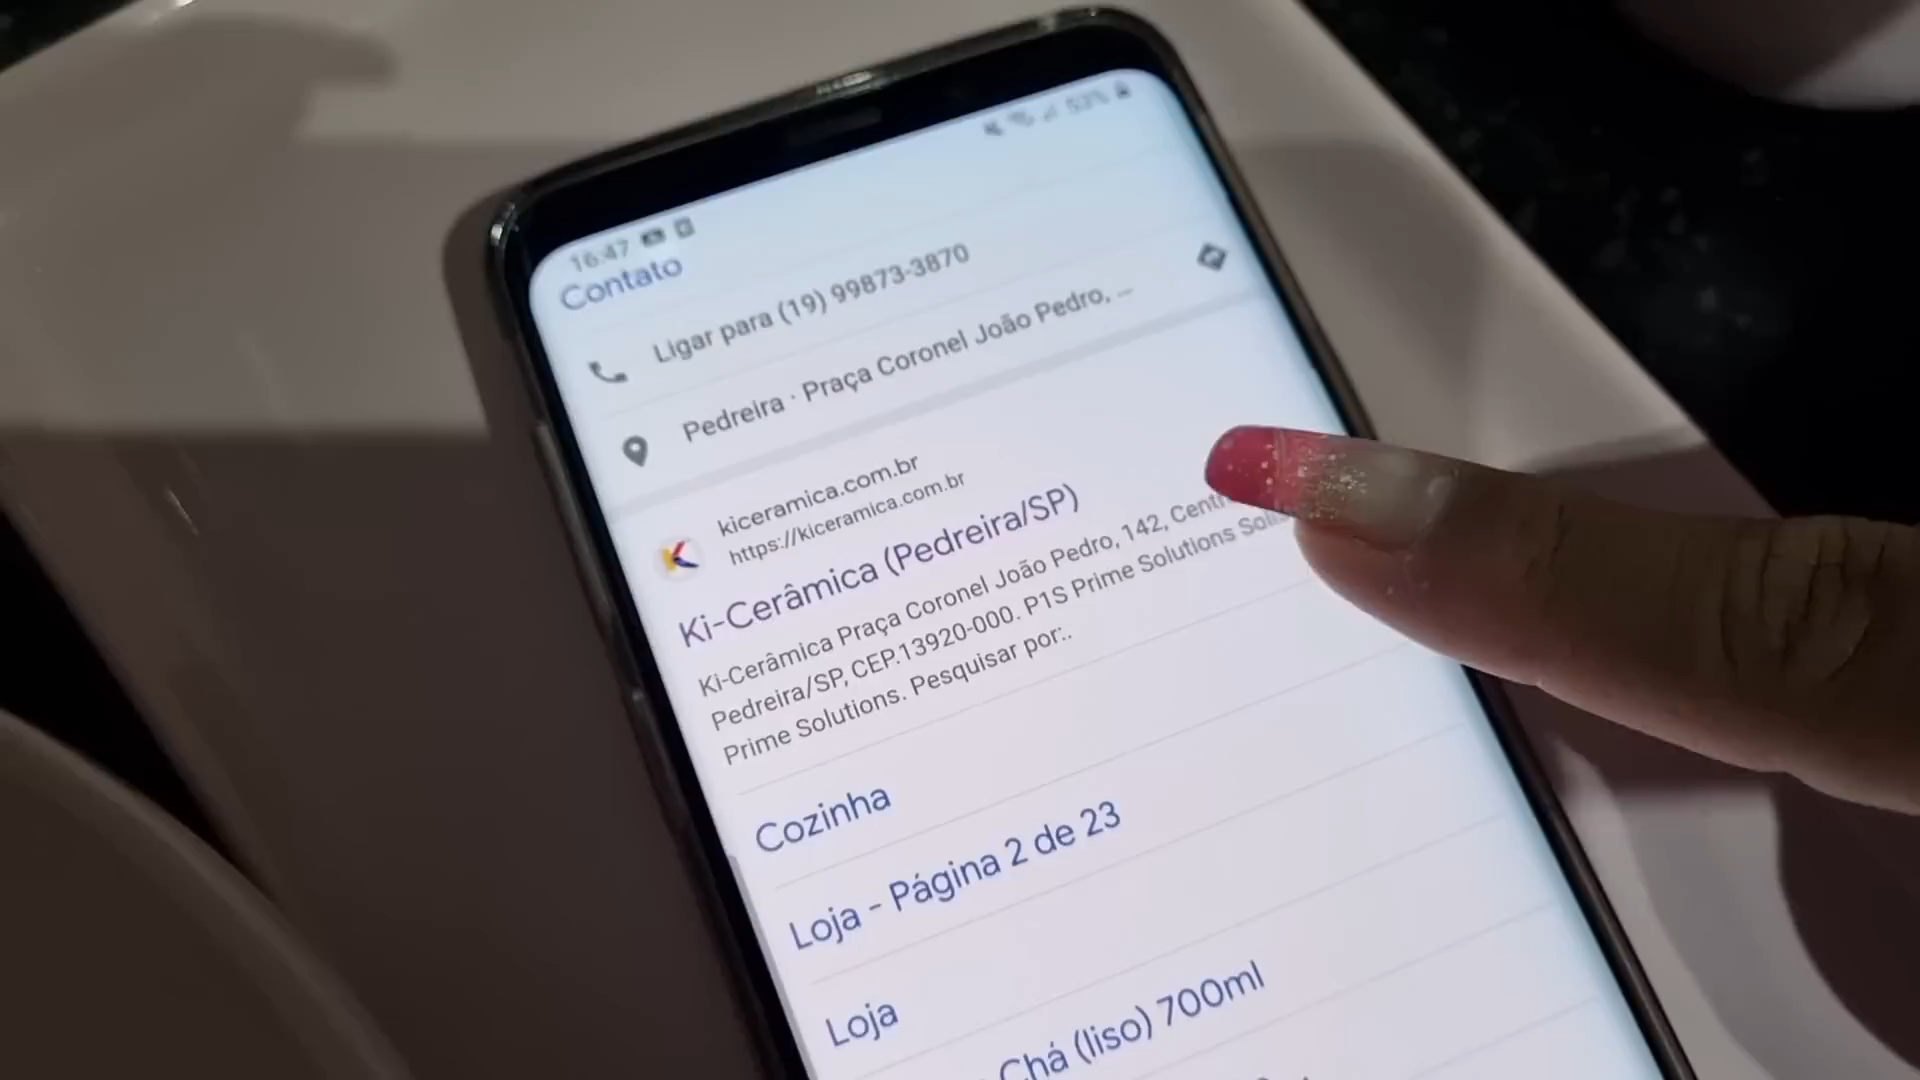 16:47
53%
Contato
Ligar para (19) 99873-3870
Pedreira · Praça Coronel João Pedro, ...
kiceramica.com.br
https://kiceramica.com.br
Ki-Cerâmica (Pedreira/SP)
Ki-Cerâmica Praça Coronel João Pedro, 142, Centr
Pedreira/SP, CEP.13920-000. P1S Prime Solutions Sol
Prime Solutions. Pesquisar por:.
Cozinha
Loja - Página 2 de 23
Loja
Chá (liso) 700ml